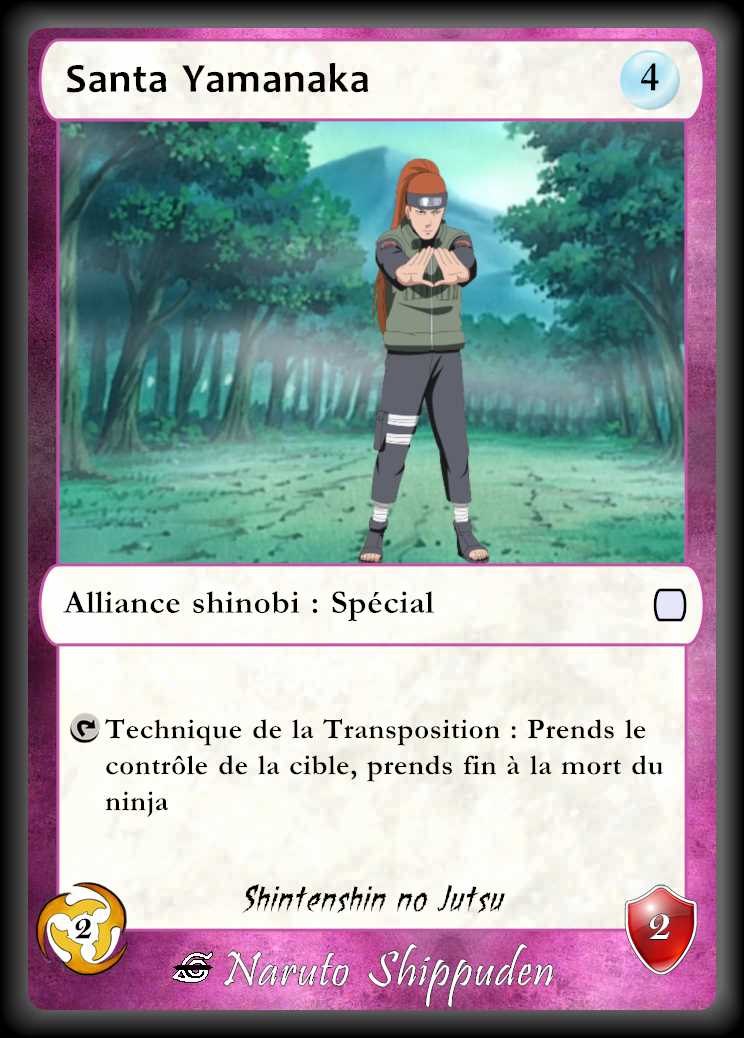 Santa Yamanaka
4
Alliance shinobi : Spécial
Technique de la Transposition : Prends le
contrôle de la cible, prends fin à la mort du
ninja
Shintenshin no Jutsu
2
2
Naruto Shippuden